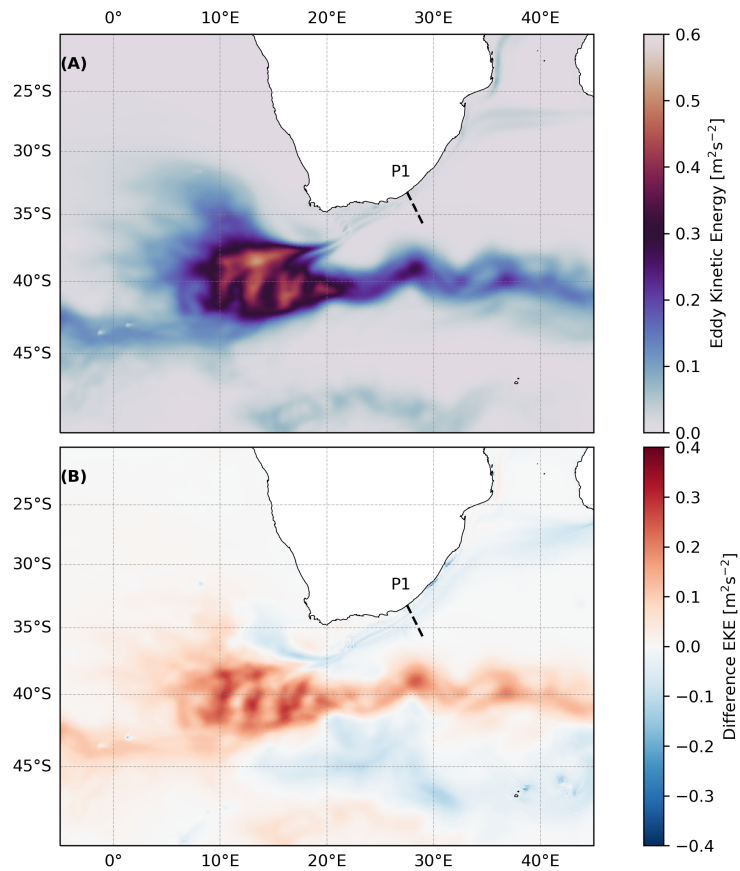 0° 10°E 20°E 30°E 40°E
(A)
25°S
30°S
35°S
40°S
45°S
P1
0.6
0.5
0.4
0.3
0.2
0.1
0.0
Eddy Kinetic Energy [m²s⁻²]
(B)
25°S
30°S
35°S
40°S
45°S
P1
0.4
0.3
0.2
0.1
0.0
−0.1
−0.2
−0.3
−0.4
Difference EKE [m²s⁻²]
0° 10°E 20°E 30°E 40°E